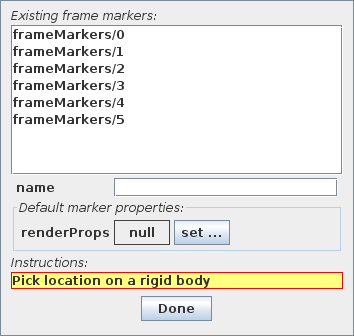 Existing frame markers:
frameMarkers/0
frameMarkers/1
frameMarkers/2
frameMarkers/3
frameMarkers/4
frameMarkers/5
name
Default marker properties:
renderProps null set ...
Instructions:
Pick location on a rigid body
Done